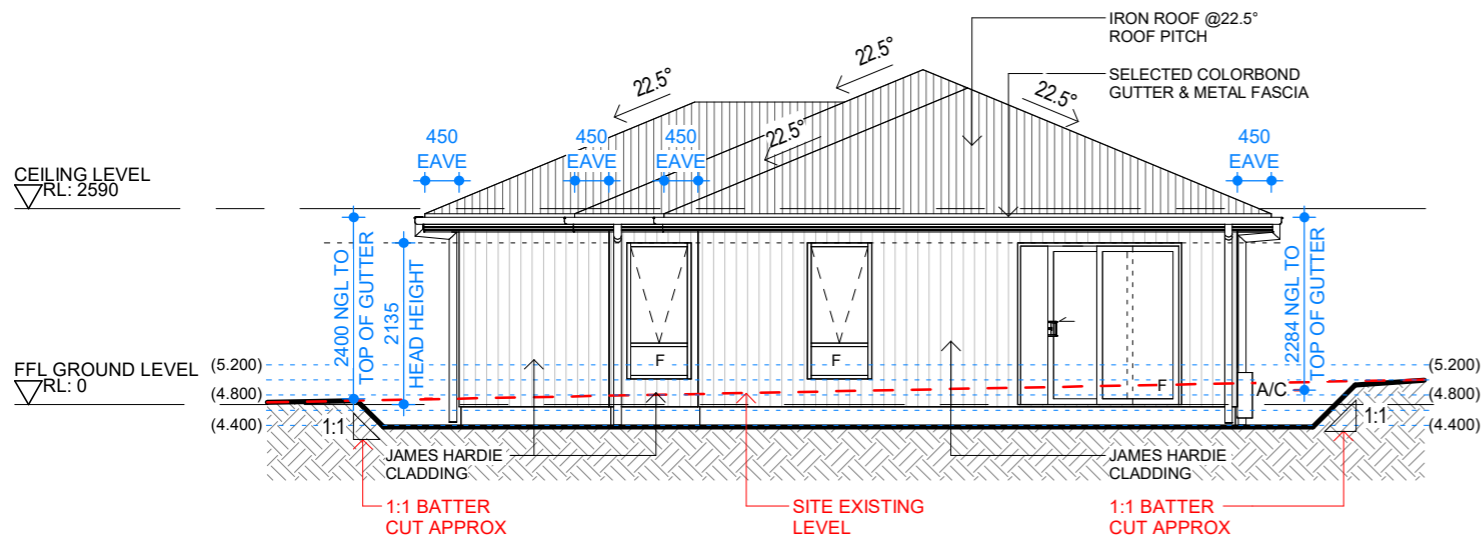 IRON ROOF @22.5°
ROOF PITCH
SELECTED COLORBOND
GUTTER & METAL FASCIA
22.5°
22.5°
22.5°
22.5°
450
EAVE
450
EAVE
450
EAVE
450
EAVE
CEILING LEVEL
RL: 2590
2400 NGL TO
TOP OF GUTTER
2135
HEAD HEIGHT
2284 NGL TO
TOP OF GUTTER
FFL GROUND LEVEL
RL: 0
(5.200)
(4.800)
(4.400)
1:1
F
F
F
A/C
(5.200)
(4.800)
(4.400)
1:1
JAMES HARDIE
CLADDING
JAMES HARDIE
CLADDING
1:1 BATTER
CUT APPROX
SITE EXISTING
LEVEL
1:1 BATTER
CUT APPROX